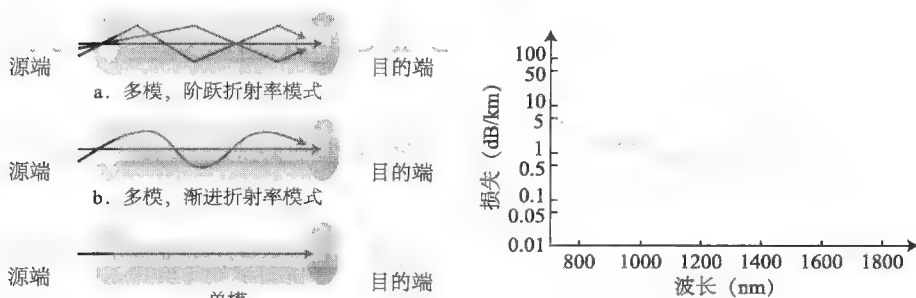 源端
目的端
a. 多模，阶跃折射率模式
源端
目的端
b. 多模，渐进折射率模式
源端
目的端
单模
损失（dB/km）
100
50
10
5
1
0.5
0.1
0.05
0.01
800 1000 1200 1400 1600 1800
波长（nm）